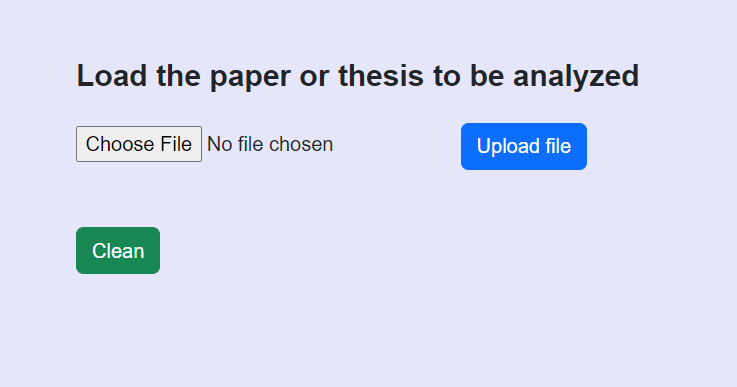 Load the paper or thesis to be analyzed
Choose File No file chosen Upload file
Clean